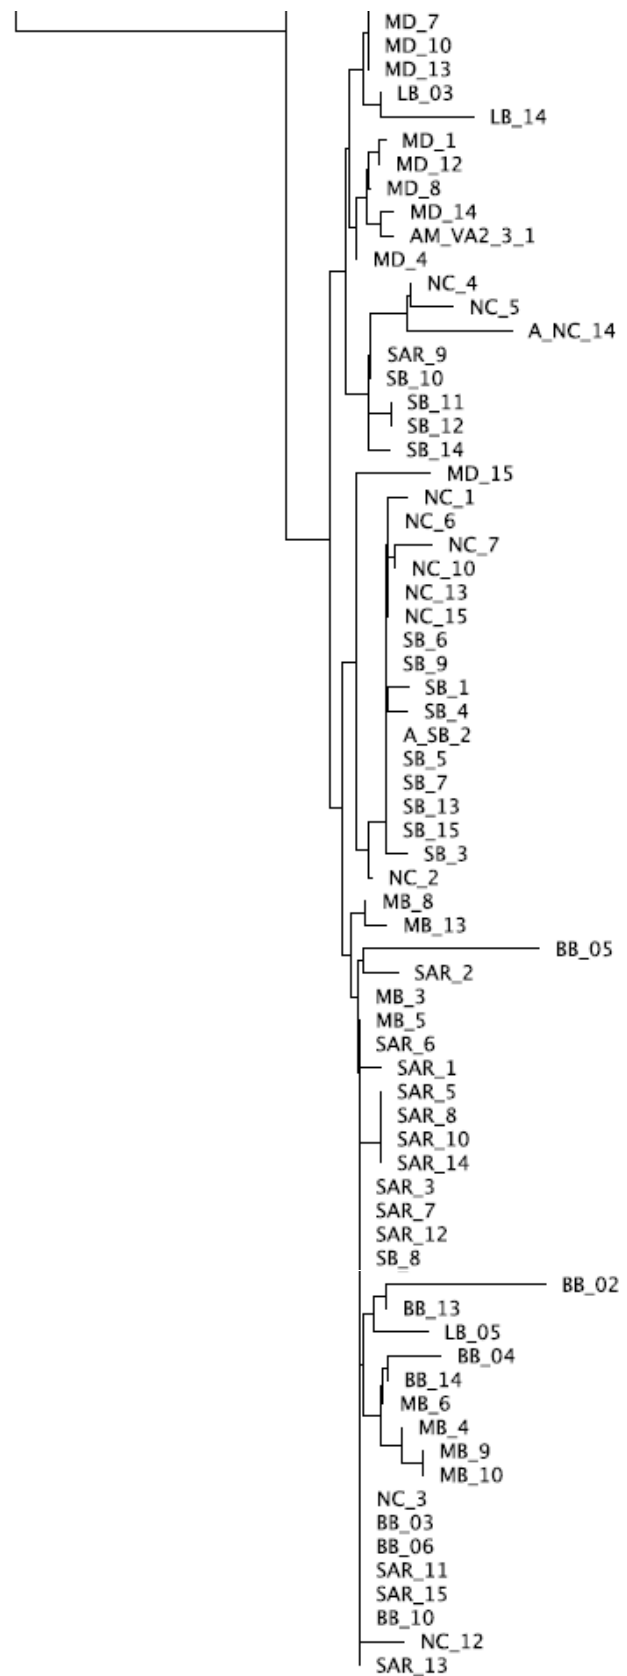 MD_7
MD_10
MD_13
LB_03
LB_14
MD_1
MD_12
MD_8
MD_14
AM_VA2_3_1
MD_4
NC_4
NC_5
A_NC_14
SAR_9
SB_10
SB_11
SB_12
SB_14
MD_15
NC_1
NC_6
NC_7
NC_10
NC_13
NC_15
SB_6
SB_9
SB_1
SB_4
A_SB_2
SB_5
SB_7
SB_13
SB_15
SB_3
NC_2
MB_8
MB_13
BB_05
SAR_2
MB_3
MB_5
SAR_6
SAR_1
SAR_5
SAR_8
SAR_10
SAR_14
SAR_3
SAR_7
SAR_12
SB_8
BB_02
BB_13
LB_05
BB_04
BB_14
MB_6
MB_4
MB_9
MB_10
NC_3
BB_03
BB_06
SAR_11
SAR_15
BB_10
NC_12
SAR_13